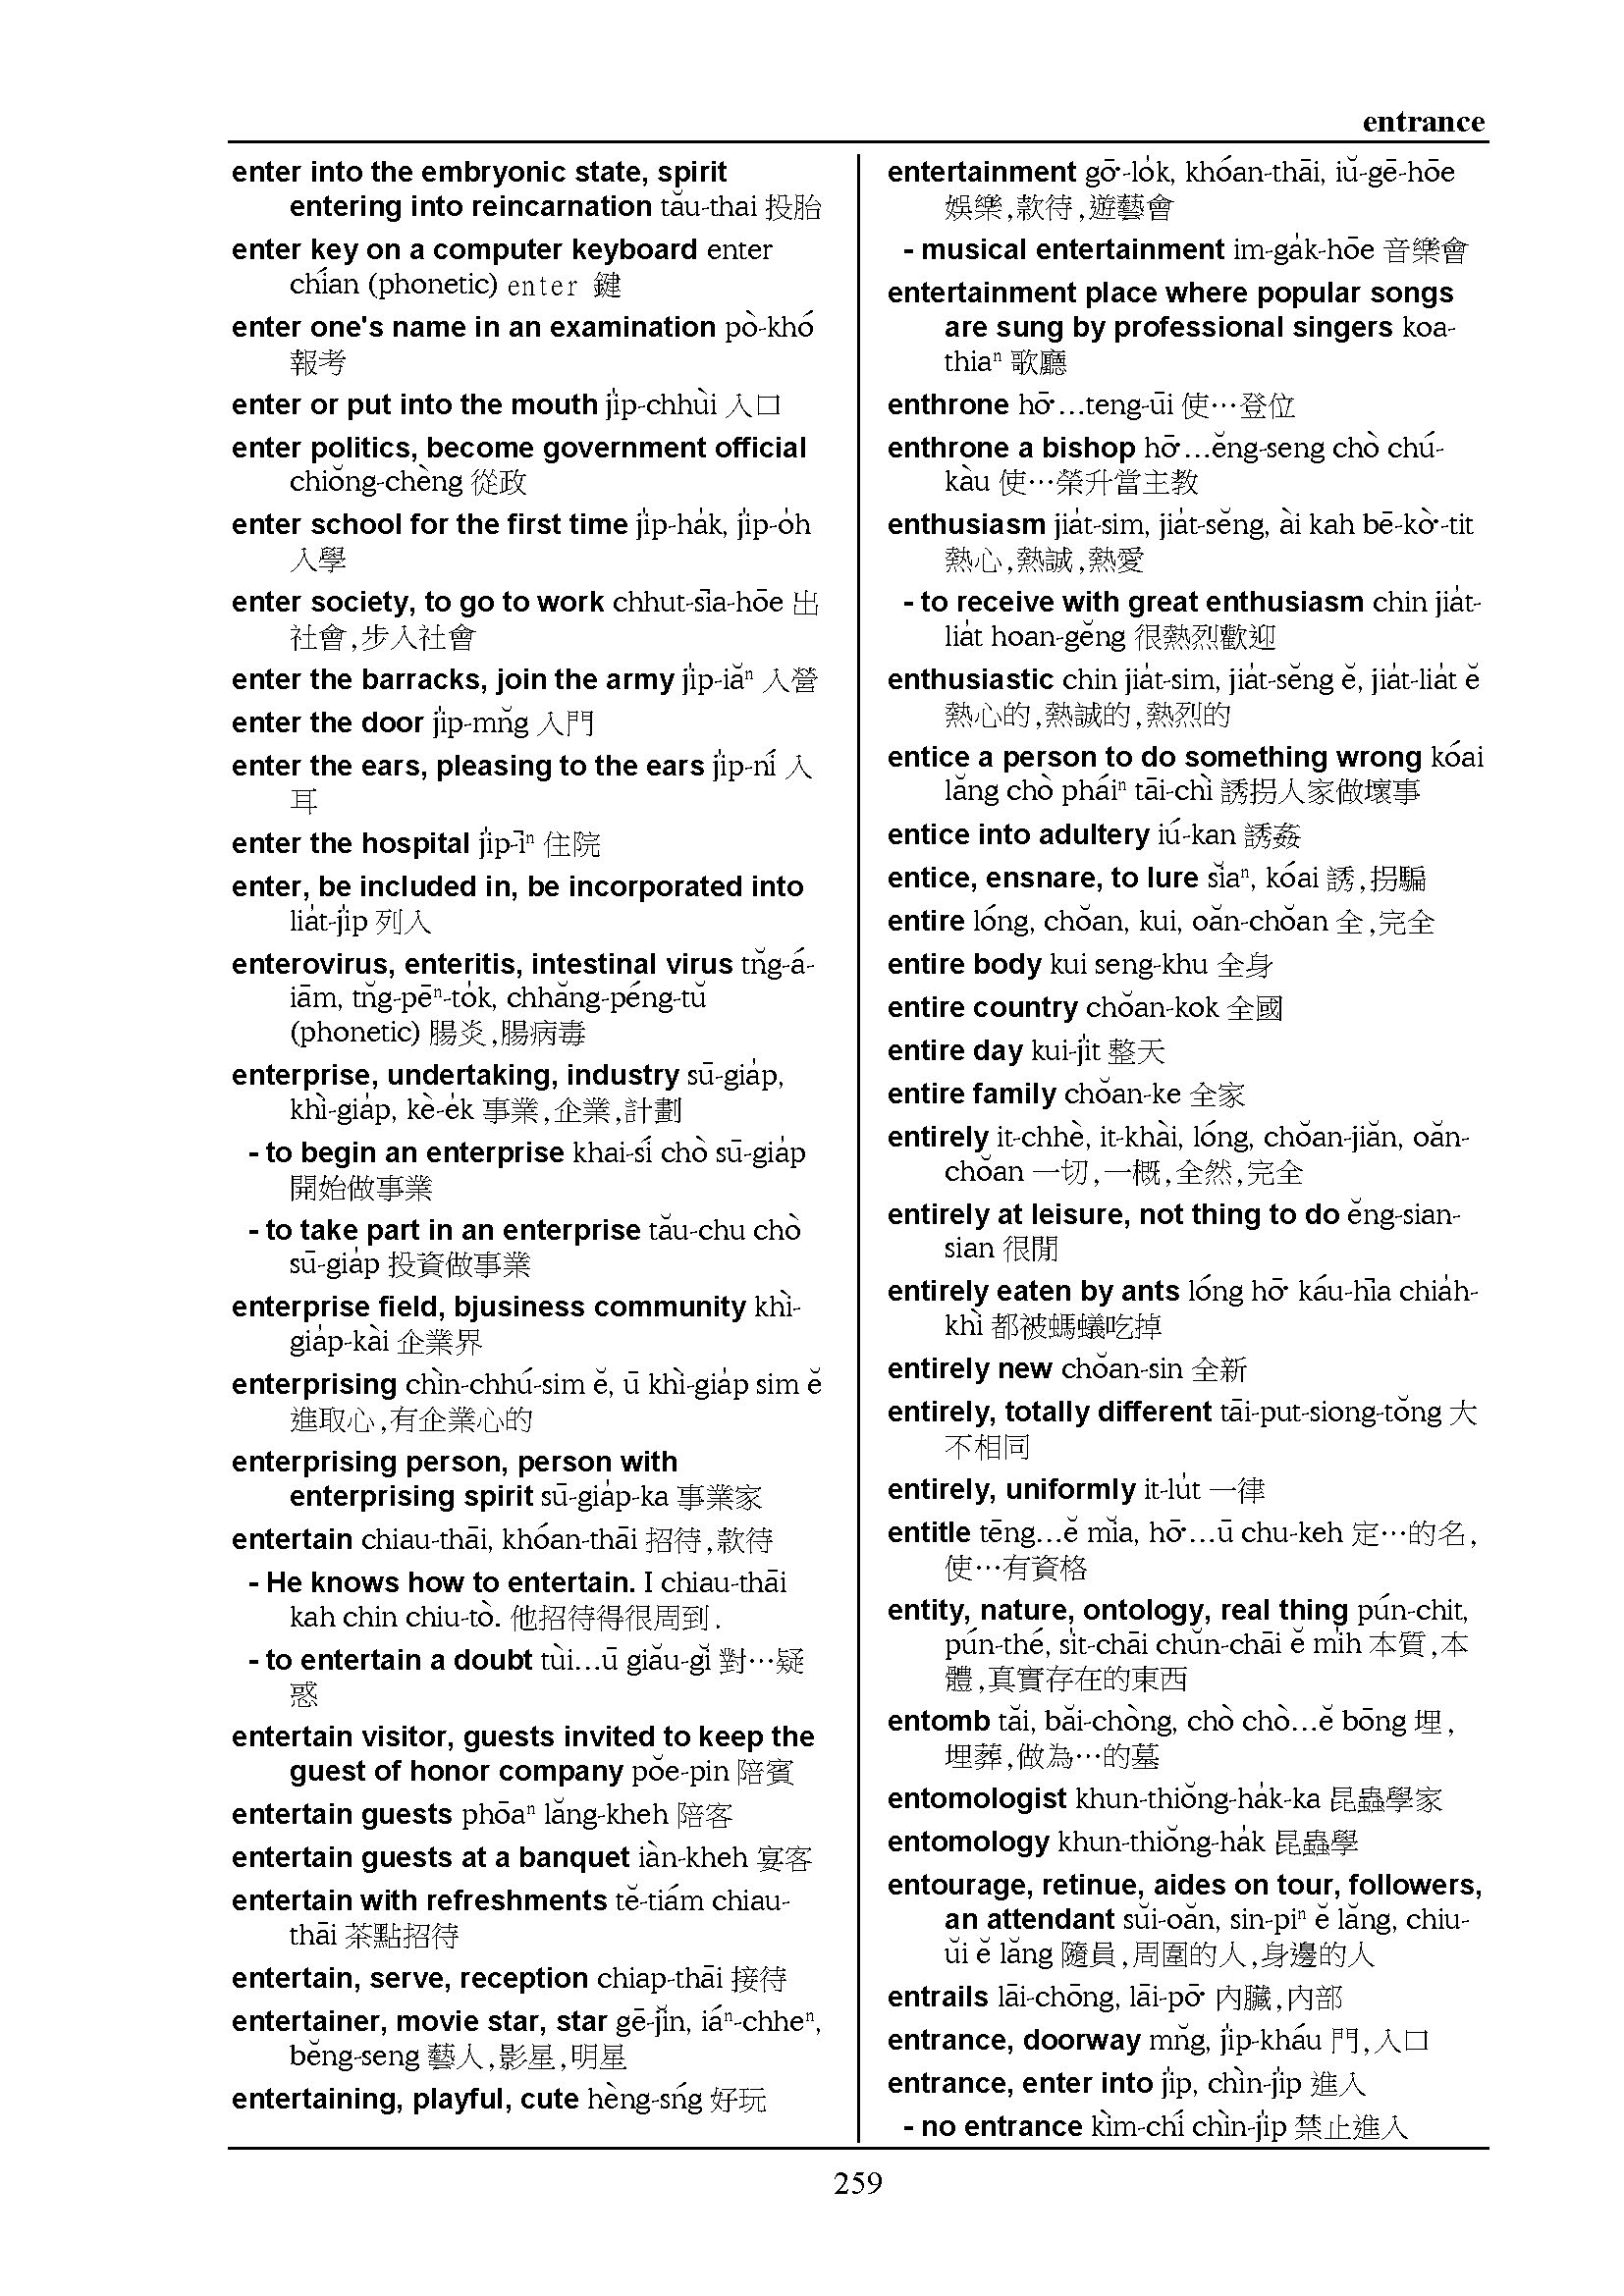 entrance
enter into the embryonic state, spirit
entering into reincarnation tău-thai 投胎
enter key on a computer keyboard enter
chían (phonetic) enter 鍵
enter one's name in an examination pò-khó
報考
enter or put into the mouth ji̍p-chhùi 入口
enter politics, become government official
chiŏng-chèng 從政
enter school for the first time ji̍p-ha̍k, ji̍p-o̍h
入學
enter society, to go to work chhut-sīa-hōe 出
社會,步入社會
enter the barracks, join the army ji̍p-iăⁿ 入營
enter the door ji̍p-mn̆g 入門
enter the ears, pleasing to the ears ji̍p-ní 入
耳
enter the hospital ji̍p-īⁿ 住院
enter, be included in, be incorporated into
lia̍t-ji̍p 列入
enterovirus, enteritis, intestinal virus tn̆g-á-
iām, tn̆g-pēⁿ-to̍k, chhăng-péng-tŭ
(phonetic)腸炎,腸病毒
enterprise, undertaking, industry sū-gia̍p,
khì-gia̍p, kè-e̍k 事業,企業,計劃
- to begin an enterprise khai-sí chò sū-gia̍p
開始做事業
- to take part in an enterprise tău-chu chò
sū-gia̍p 投資做事業
enterprise field, bjusiness community khì-
gia̍p-kài 企業界
enterprising chìn-chhú-sim ĕ, ū khì-gia̍p sim ĕ
進取心,有企業心的
enterprising person, person with
enterprising spirit sū-gia̍p-ka 事業家
entertain chiau-thāi, khóan-thāi 招待,款待
- He knows how to entertain. I chiau-thāi
kah chin chiu-tò. 他招待得很周到.
- to entertain a doubt tùi…ū giău-gĭ 對…疑
惑
entertain visitor, guests invited to keep the
guest of honor company pŏe-pin 陪賓
entertain guests phōaⁿ lăng-kheh 陪客
entertain guests at a banquet iàn-kheh 宴客
entertain with refreshments tĕ-tiám chiau-
thāi 茶點招待
entertain, serve, reception chiap-thāi 接待
entertainer, movie star, star gē-jĭn, iáⁿ-chheⁿ,
bĕng-seng 藝人,影星,明星
entertaining, playful, cute hèng-sńg 好玩
entertainment gō͘-lo̍k, khóan-thāi, iŭ-gē-hōe
娛樂,款待,遊藝會
- musical entertainment im-ga̍k-hōe 音樂會
entertainment place where popular songs
are sung by professional singers koa-
thiaⁿ 歌廳
enthrone hō͘…teng-ūi 使…登位
enthrone a bishop hō͘…ĕng-seng chò chú-
kàu 使…榮升當主教
enthusiasm jia̍t-sim, jia̍t-sĕng, ài kah bē-kò͘-tit
熱心,熱誠,熱愛
- to receive with great enthusiasm chin jia̍t-
lia̍t hoan-gĕng 很熱烈歡迎
enthusiastic chin jia̍t-sim, jia̍t-sĕng ĕ, jia̍t-lia̍t ĕ
熱心的,熱誠的,熱烈的
entice a person to do something wrong kóai
lăng chò pháiⁿ tāi-chì 誘拐人家做壞事
entice into adultery iú-kan 誘姦
entice, ensnare, to lure sĭaⁿ, kóai 誘,拐騙
entire lóng, chŏan, kui, oăn-chŏan 全,完全
entire body kui seng-khu 全身
entire country chŏan-kok 全國
entire day kui-ji̍t 整天
entire family chŏan-ke 全家
entirely it-chhè, it-khài, lóng, chŏan-jiăn, oăn-
chŏan 一切,一概,全然,完全
entirely at leisure, not thing to do ĕng-sian-
sian 很閒
entirely eaten by ants lóng hō͘ káu-hīa chia̍h-
khì 都被螞蟻吃掉
entirely new chŏan-sin 全新
entirely, totally different tāi-put-siong-tŏng 大
不相同
entirely, uniformly it-lu̍t 一律
entitle tēng…ĕ mĭa, hō͘…ū chu-keh 定…的名,
使…有資格
entity, nature, ontology, real thing pún-chit,
pún-thé, si̍t-chāi chŭn-chāi ĕ mi̍h 本質,本
體,真實存在的東西
entomb tăi, băi-chòng, chò chò…ĕ bōng 埋,
埋葬,做為…的墓
entomologist khun-thiŏng-ha̍k-ka 昆蟲學家
entomology khun-thiŏng-ha̍k 昆蟲學
entourage, retinue, aides on tour, followers,
an attendant sŭi-oăn, sin-piⁿ ĕ lăng, chiu-
ŭi ĕ lăng 隨員,周圍的人,身邊的人
entrails lāi-chōng, lāi-pō͘ 內臟,內部
entrance, doorway mn̆g, ji̍p-kháu 門,入口
entrance, enter into ji̍p, chìn-ji̍p 進入
- no entrance kìm-chí chìn-ji̍p 禁止進入
259